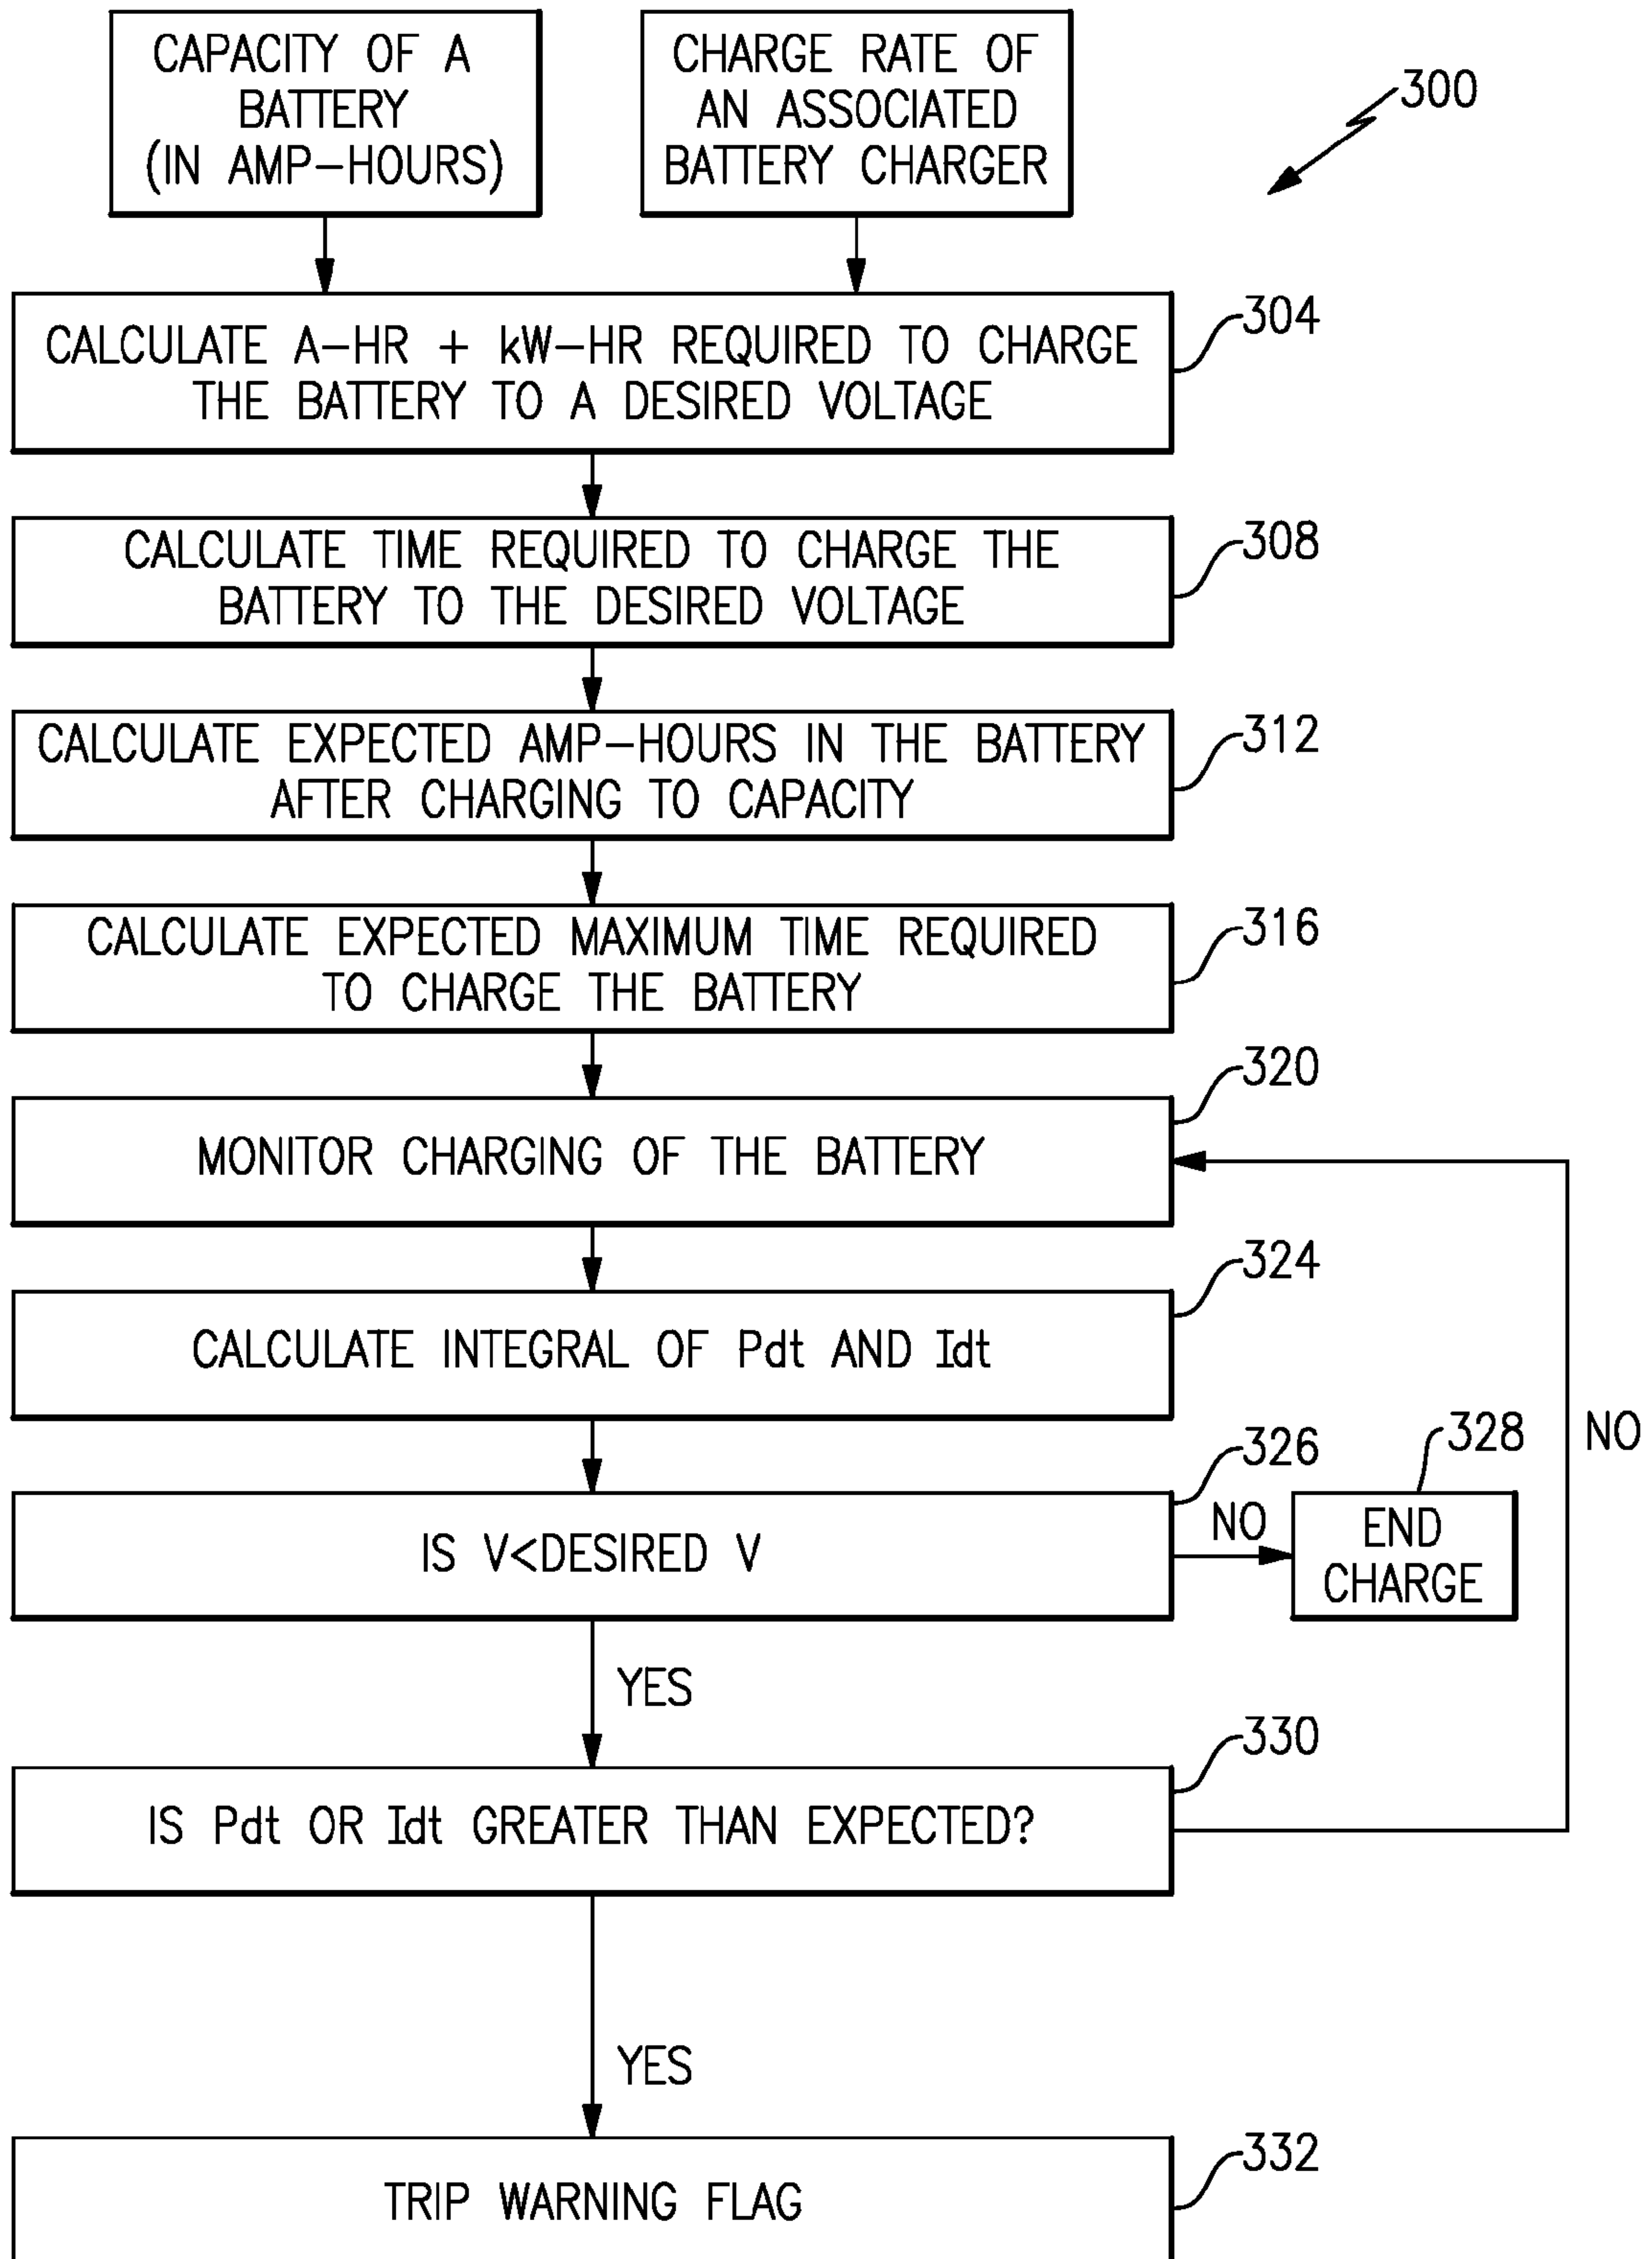 CAPACITY OF A
BATTERY
(IN AMP-HOURS)
CHARGE RATE OF
AN ASSOCIATED
BATTERY CHARGER
300
CALCULATE A-HR + kW-HR REQUIRED TO CHARGE
THE BATTERY TO A DESIRED VOLTAGE
304
CALCULATE TIME REQUIRED TO CHARGE THE
BATTERY TO THE DESIRED VOLTAGE
308
CALCULATE EXPECTED AMP-HOURS IN THE BATTERY
AFTER CHARGING TO CAPACITY
312
CALCULATE EXPECTED MAXIMUM TIME REQUIRED
TO CHARGE THE BATTERY
316
320
MONITOR CHARGING OF THE BATTERY
324
CALCULATE INTEGRAL OF Pdt AND Idt
326
328
NO
IS V<DESIRED V
NO
END
CHARGE
YES
330
IS Pdt OR Idt GREATER THAN EXPECTED?
YES
332
TRIP WARNING FLAG